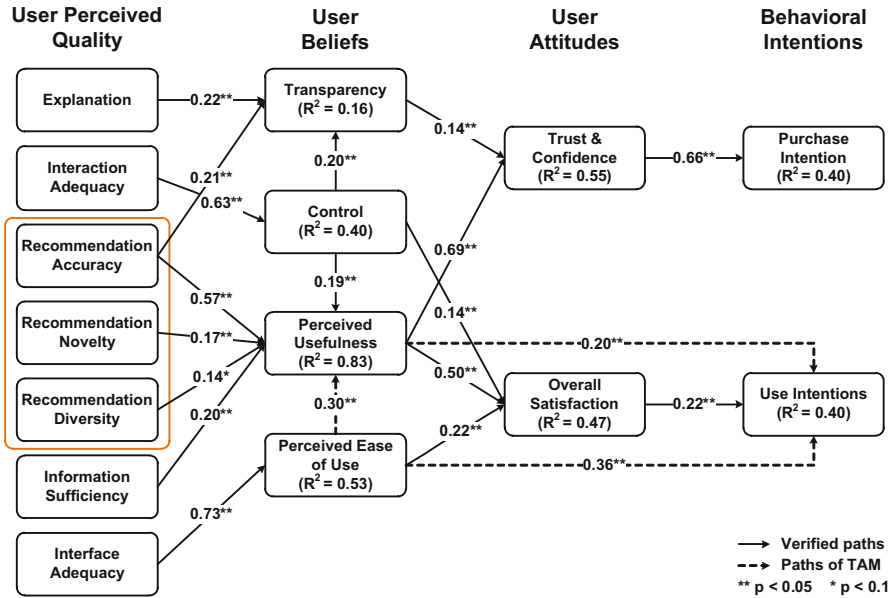 User Perceived
Quality
User
Beliefs
User
Attitudes
Behavioral
Intentions
Explanation
Interaction
Adequacy
Recommendation
Accuracy
Recommendation
Novelty
Recommendation
Diversity
Information
Sufficiency
Interface
Adequacy
0.22**
0.21**
0.63**
0.57**
0.17**
0.14*
0.20**
0.73**
Transparency
(R² = 0.16)
0.20**
Control
(R² = 0.40)
0.19**
Perceived
Usefulness
(R² = 0.83)
0.30**
Perceived Ease
of Use
(R² = 0.53)
0.14**
0.69**
0.14**
0.50**
0.22**
0.20**
0.36**
Trust &
Confidence
(R² = 0.55)
Overall
Satisfaction
(R² = 0.47)
0.66**
0.22**
Purchase
Intention
(R² = 0.40)
Use Intentions
(R² = 0.40)
Verified paths
Paths of TAM
** p < 0.05 * p < 0.1